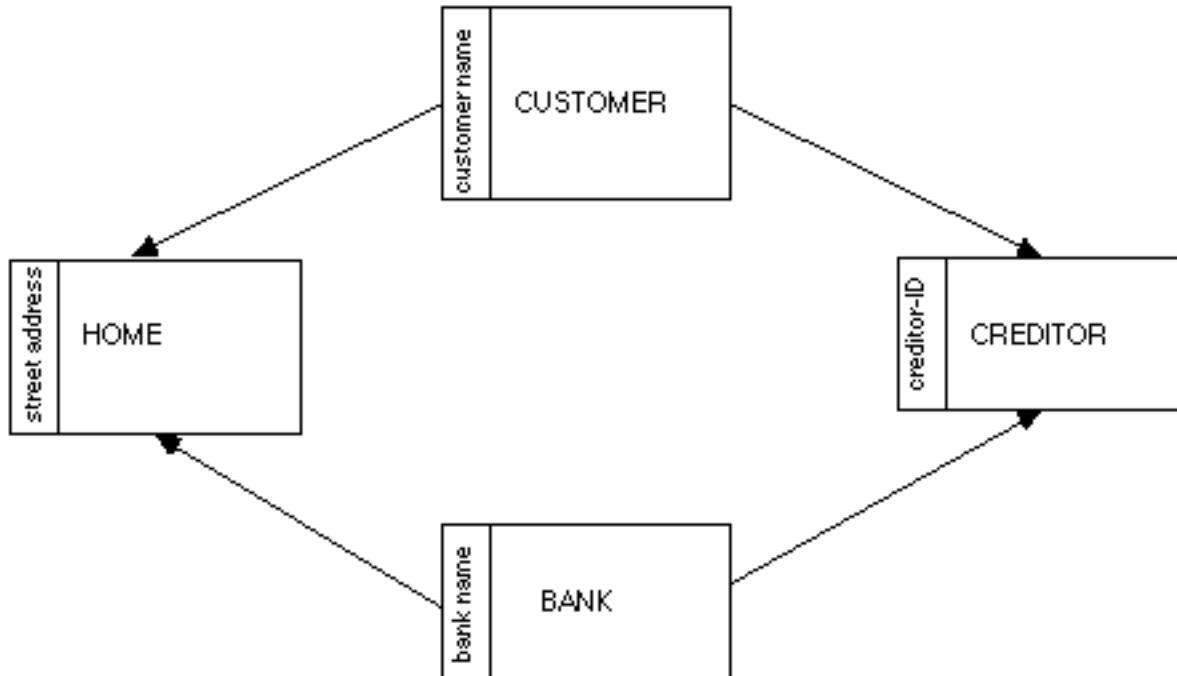 customer name
CUSTOMER
street address
HOME
creditor-ID
CREDITOR
bank name
BANK